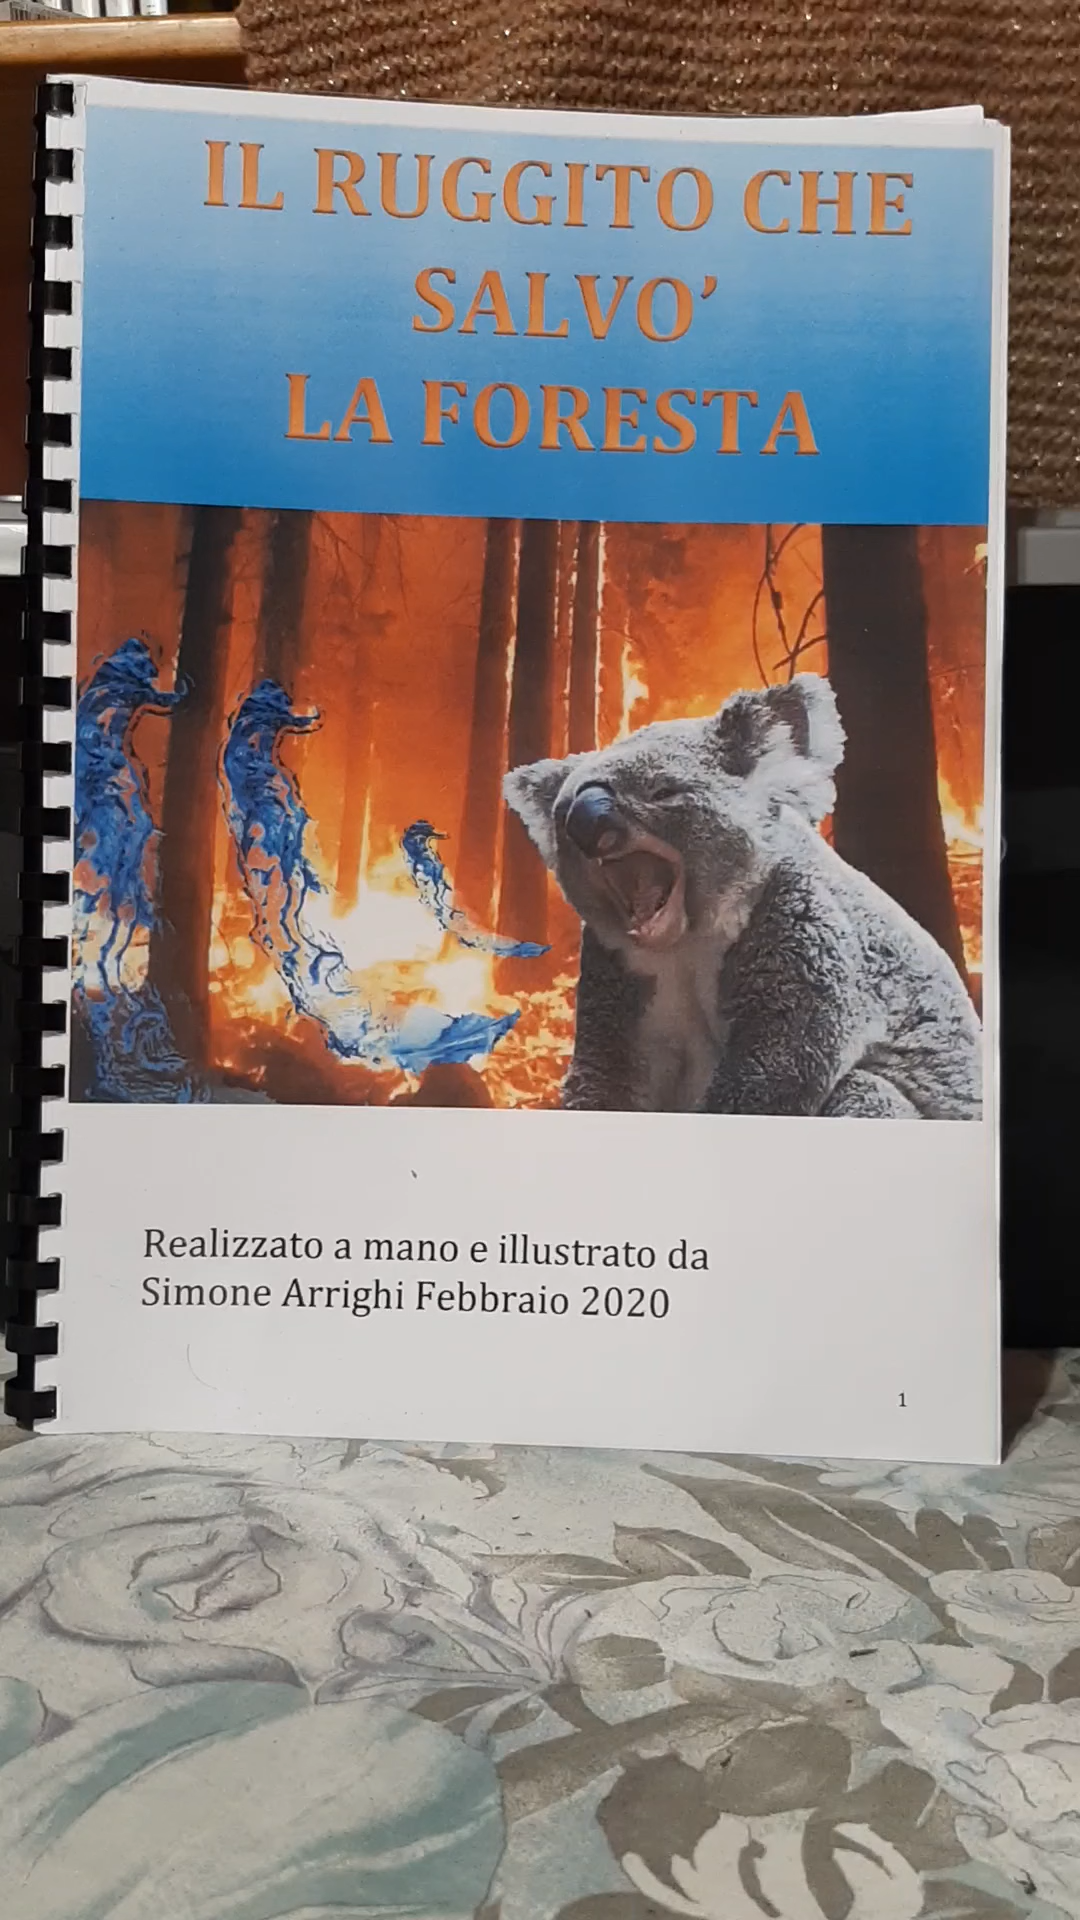 IL RUGGITO CHE
SALVO’
LA FORESTA
Realizzato a mano e illustrato da
Simone Arrighi Febbraio 2020
1